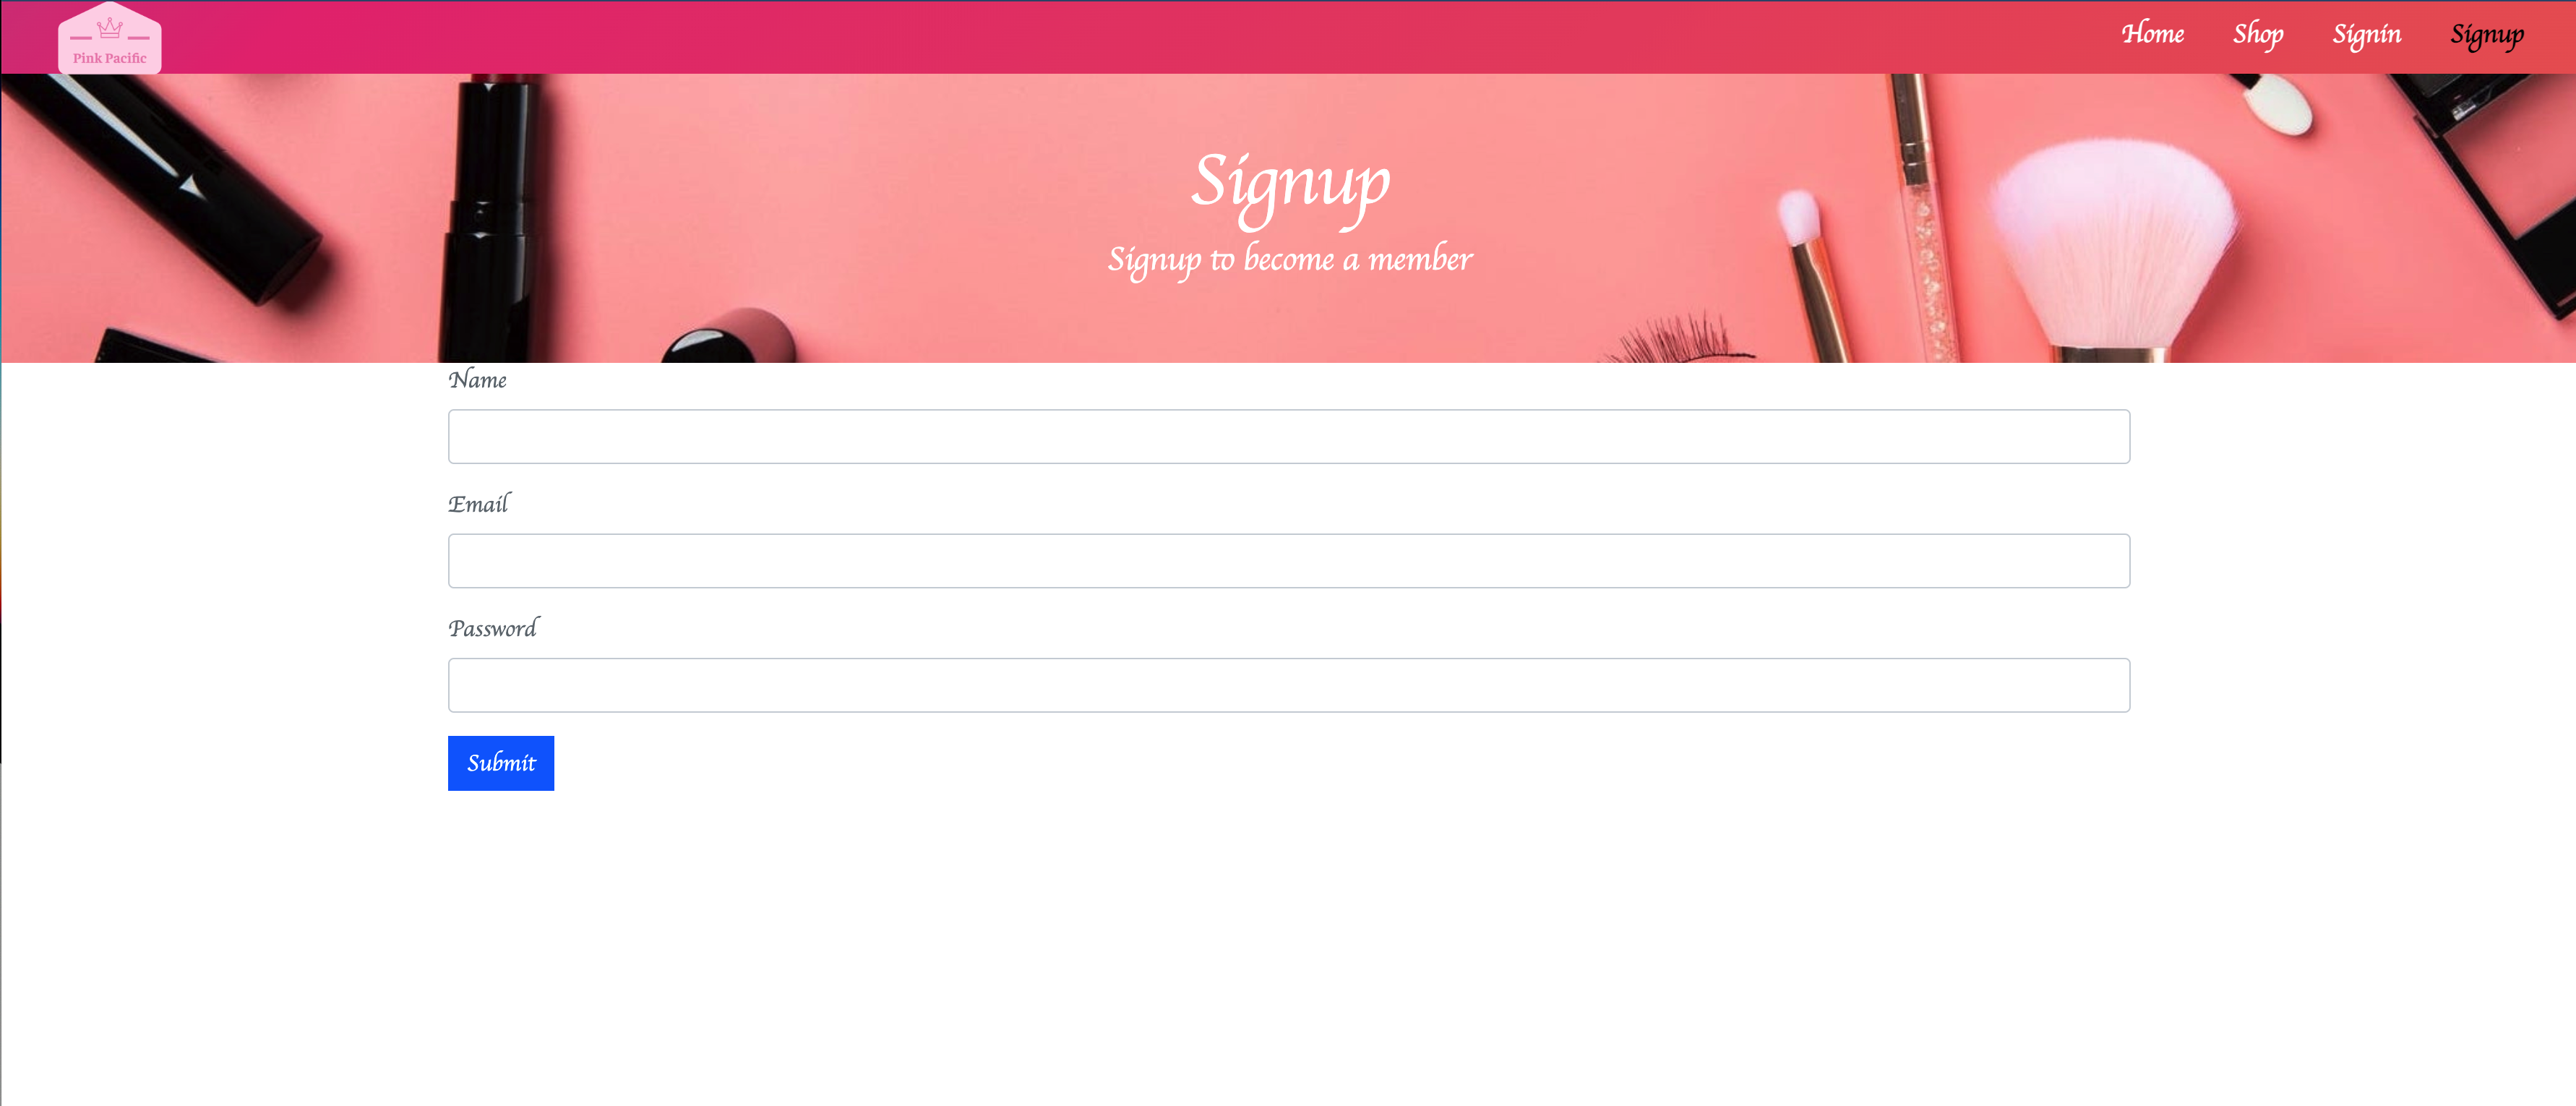 Pink Pacific
Home Shop Signin Signup
Signup
Signup to become a member
Name
Email
Password
Submit